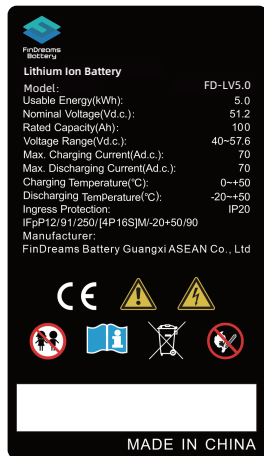 FinDreams
Battery
Lithium Ion Battery
Model: FD-LV5.0
Usable Energy(kWh): 5.0
Nominal Voltage(Vd.c.): 51.2
Rated Capacity(Ah): 100
Voltage Range(Vd.c.): 40~57.6
Max. Charging Current(Ad.c.): 70
Max. Discharging Current(Ad.c.): 70
Charging Temperature(℃): 0~+50
Discharging Temperature(℃): -20~+50
Ingress Protection: IP20
IFpP12/91/250/[4P16S]M/-20+50/90
Manufacturer:
FinDreams Battery Guangxi ASEAN Co., Ltd
CE
MADE IN CHINA